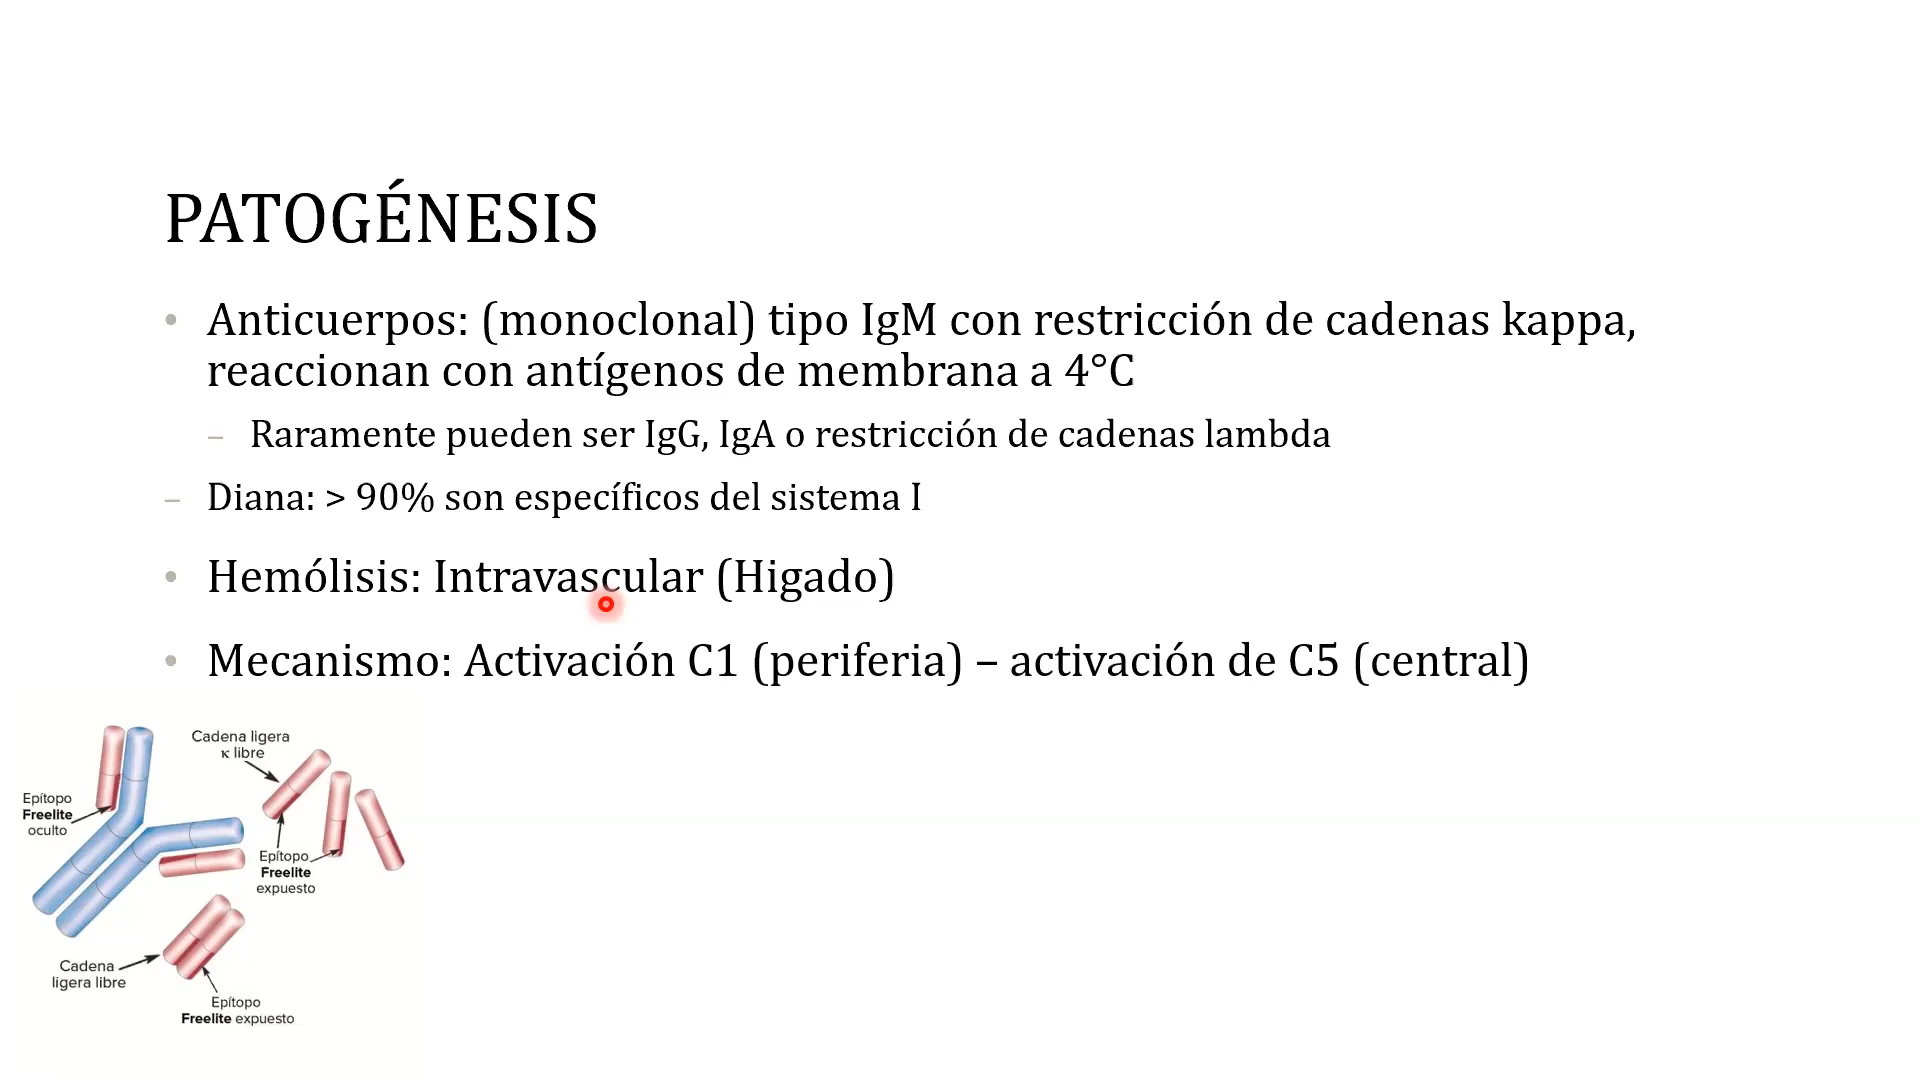 PATOGÉNESIS
• Anticuerpos: (monoclonal) tipo IgM con restricción de cadenas kappa,
reaccionan con antígenos de membrana a 4°C
– Raramente pueden ser IgG, IgA o restricción de cadenas lambda
– Diana: > 90% son específicos del sistema I
• Hemólisis: Intravascular (Higado)
• Mecanismo: Activación C1 (periferia) – activación de C5 (central)
Cadena ligera
κ libre
Epítopo
Freelite
oculto
Epítopo
Freelite
expuesto
Cadena
ligera libre
Epítopo
Freelite expuesto